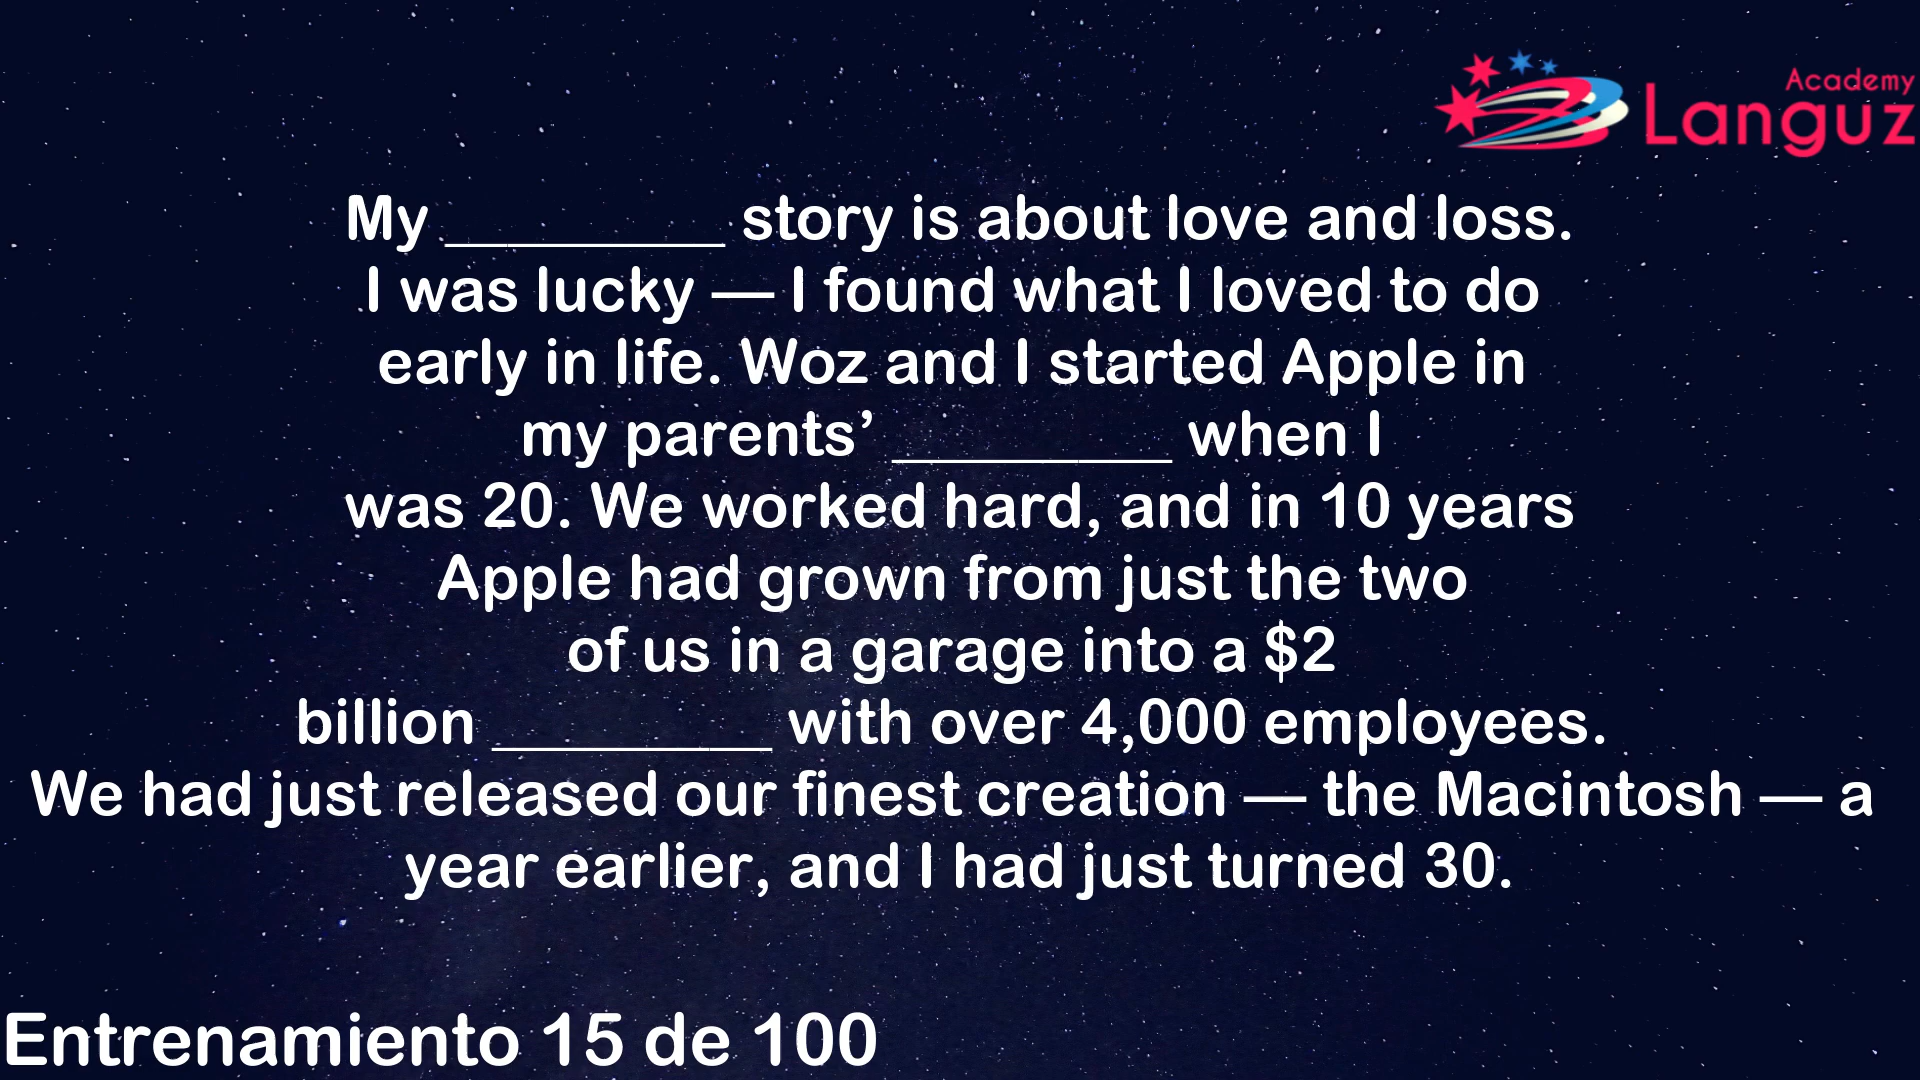 Academy
Languz
My _________ story is about love and loss.
I was lucky — I found what I loved to do
early in life. Woz and I started Apple in
my parents’ _________ when I
was 20. We worked hard, and in 10 years
Apple had grown from just the two
of us in a garage into a $2
billion _________ with over 4,000 employees.
We had just released our finest creation — the Macintosh — a
year earlier, and I had just turned 30.
Entrenamiento 15 de 100